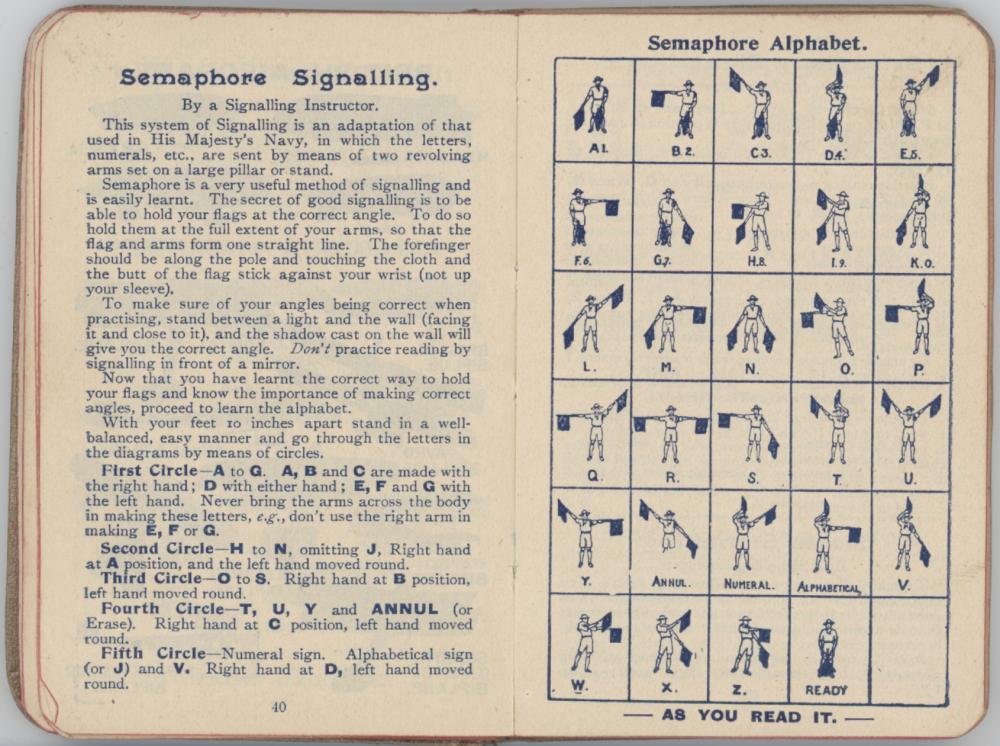 Semaphore Signalling.
By a Signalling Instructor.
This system of Signalling is an adaptation of that
used in His Majesty's Navy, in which the letters,
numerals, etc., are sent by means of two revolving
arms set on a large pillar or stand.
Semaphore is a very useful method of signalling and
is easily learnt. The secret of good signalling is to be
able to hold your flags at the correct angle. To do so
hold them at the full extent of your arms, so that the
flag and arms form one straight line. The forefinger
should be along the pole and touching the cloth and
the butt of the flag stick against your wrist (not up
your sleeve).
To make sure of your angles being correct when
practising, stand between a light and the wall (facing
it and close to it), and the shadow cast on the wall will
give you the correct angle. Don't practice reading by
signalling in front of a mirror.
Now that you have learnt the correct way to hold
your flags and know the importance of making correct
angles, proceed to learn the alphabet.
With your feet 10 inches apart stand in a well-
balanced, easy manner and go through the letters in
the diagrams by means of circles.
First Circle—A to G. A, B and C are made with
the right hand; D with either hand; E, F and G with
the left hand. Never bring the arms across the body
in making these letters, e.g., don't use the right arm in
making E, F or G.
Second Circle—H to N, omitting J, Right hand
at A position, and the left hand moved round.
Third Circle—O to S. Right hand at B position,
left hand moved round.
Fourth Circle—T, U, Y and ANNUL (or
Erase). Right hand at C position, left hand moved
round.
Fifth Circle—Numeral sign. Alphabetical sign
(or J) and V. Right hand at D, left hand moved
round.
40
Semaphore Alphabet.
A1. B.2. C3. D.4. E.5.
F.6. G.7. H.8. I.9. K.O.
L. M. N. O. P.
Q. R. S. T. U.
Y. ANNUL. NUMERAL. ALPHABETICAL V.
W. X. Z. READY
— AS YOU READ IT. —